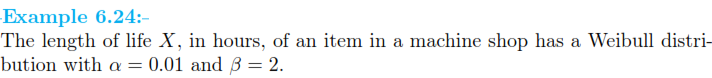 Example 6.24:-
The length of life X, in hours, of an item in a machine shop has a Weibull distri-
bution with α = 0.01 and β = 2.